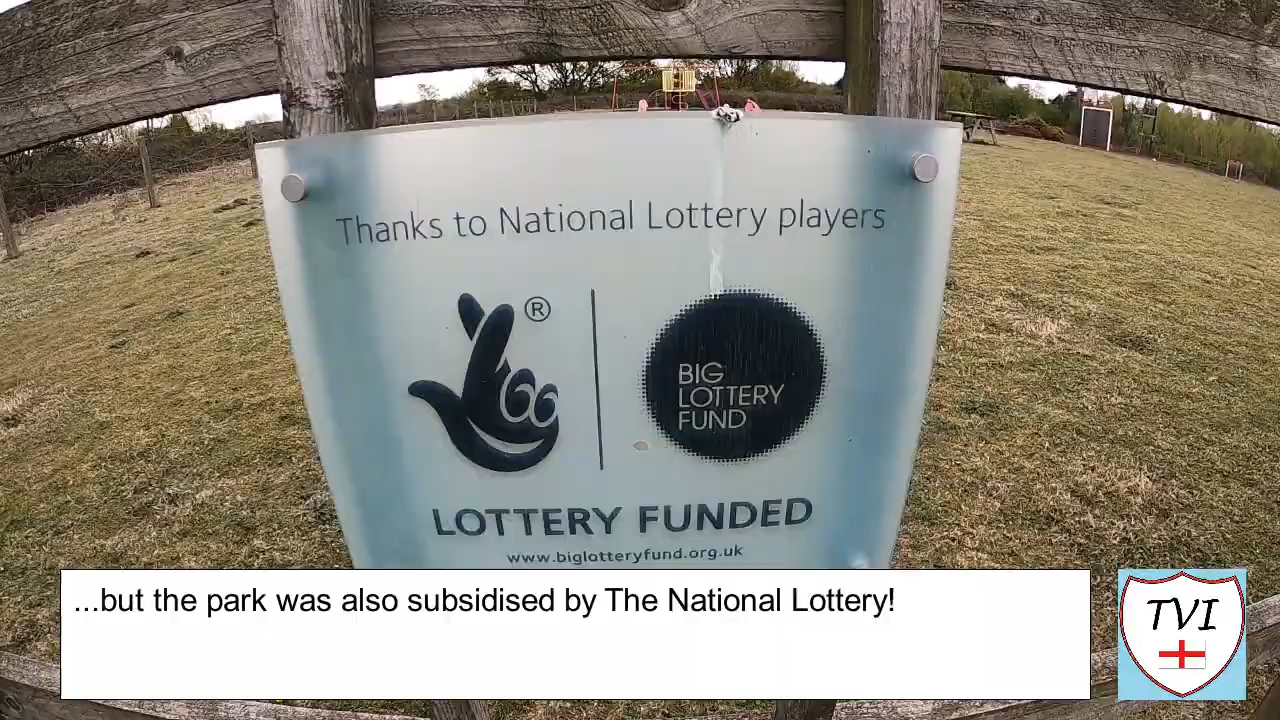 Thanks to National Lottery players
®
BIG
LOTTERY
FUND
LOTTERY FUNDED
www.biglotteryfund.org.uk
...but the park was also subsidised by The National Lottery!
TVI